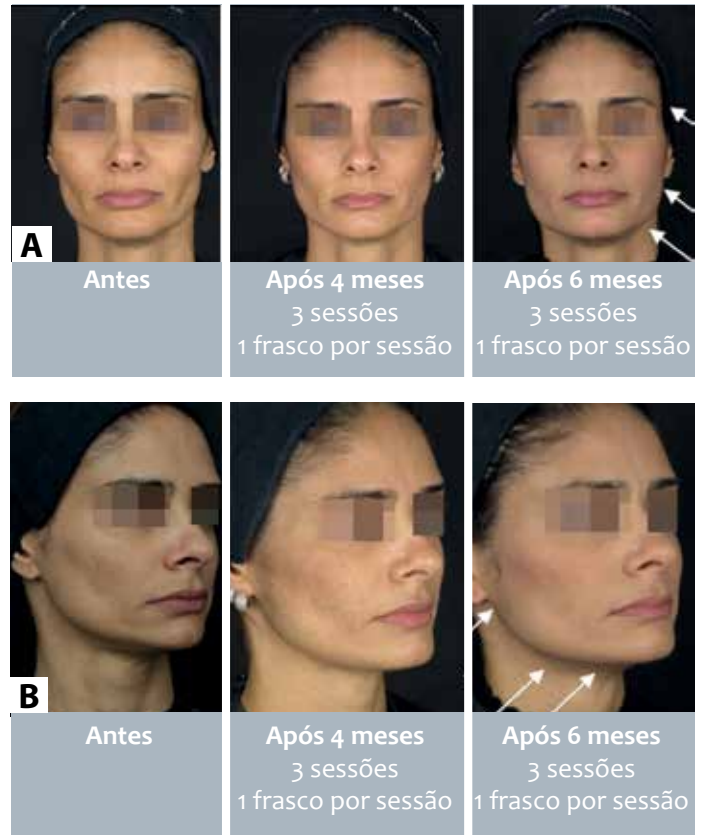 A
Antes
Após 4 meses
3 sessões
1 frasco por sessão
Após 6 meses
3 sessões
1 frasco por sessão
B
Antes
Após 4 meses
3 sessões
1 frasco por sessão
Após 6 meses
3 sessões
1 frasco por sessão